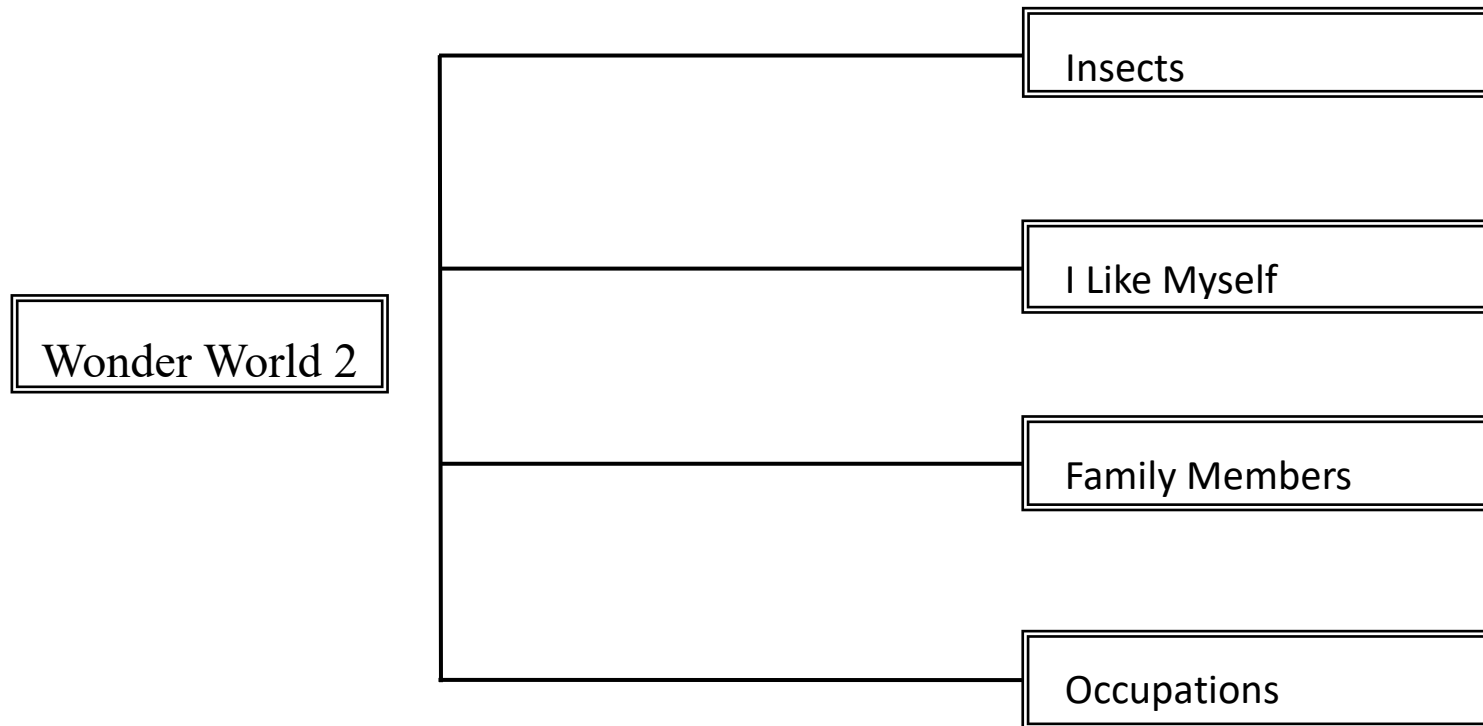 Insects
I Like Myself
Wonder World 2
Family Members
Occupations